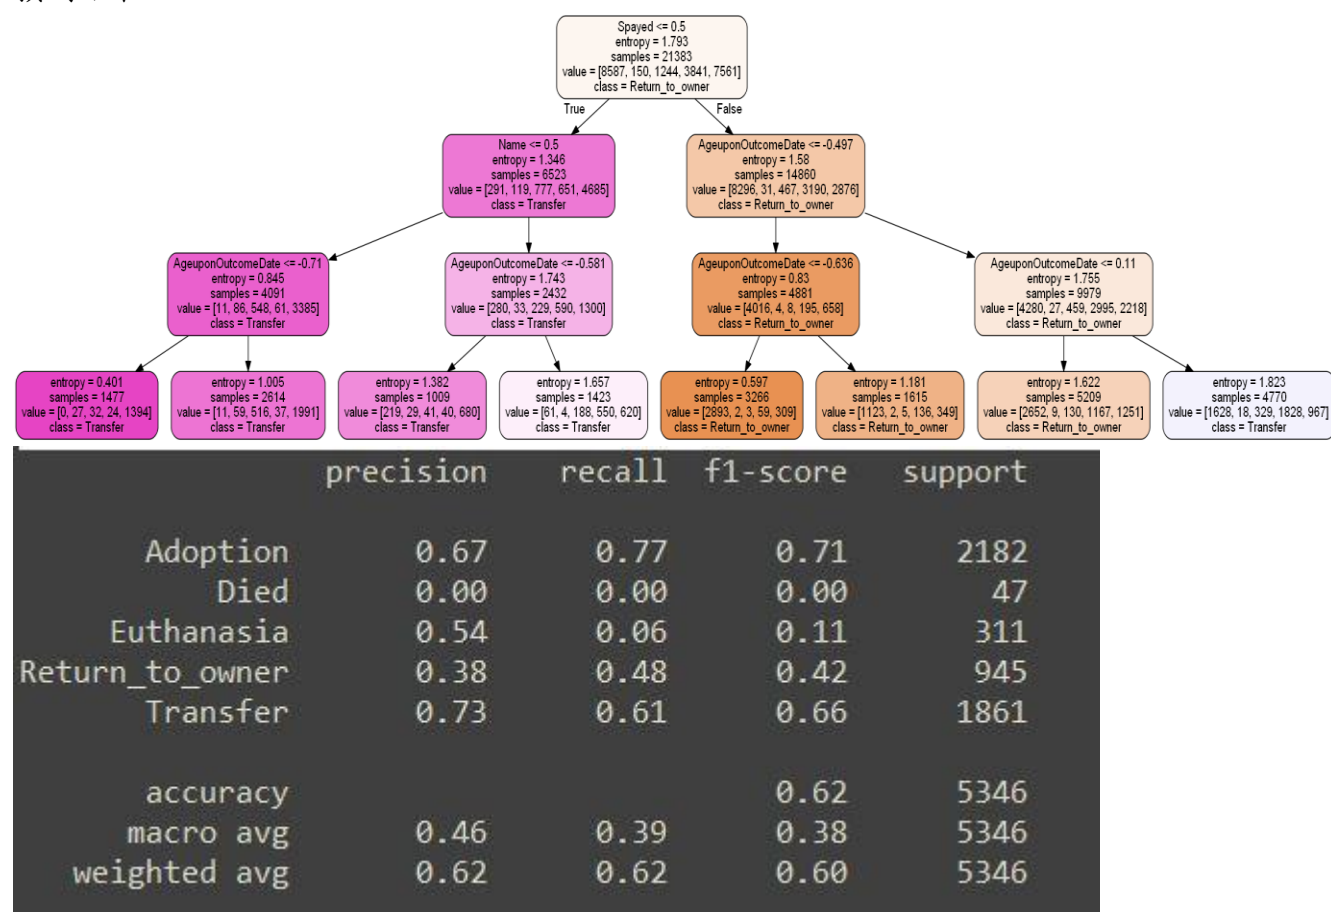 Spayed <= 0.5
entropy = 1.793
samples = 21383
value = [8587, 150, 1244, 3841, 7561]
class = Return_to_owner
True
False
Name <= 0.5
entropy = 1.346
samples = 6523
value = [291, 119, 777, 651, 4685]
class = Transfer
AgeuponOutcomeDate <= -0.497
entropy = 1.58
samples = 14860
value = [8296, 31, 467, 3190, 2876]
class = Return_to_owner
AgeuponOutcomeDate <= -0.71
entropy = 0.845
samples = 4091
value = [11, 86, 548, 61, 3385]
class = Transfer
AgeuponOutcomeDate <= -0.581
entropy = 1.743
samples = 2432
value = [280, 33, 229, 590, 1300]
class = Transfer
AgeuponOutcomeDate <= -0.636
entropy = 0.83
samples = 4881
value = [4016, 4, 8, 195, 658]
class = Return_to_owner
AgeuponOutcomeDate <= 0.11
entropy = 1.755
samples = 9979
value = [4280, 27, 459, 2995, 2218]
class = Return_to_owner
entropy = 0.401
samples = 1477
value = [0, 27, 32, 24, 1394]
class = Transfer
entropy = 1.005
samples = 2614
value = [11, 59, 516, 37, 1991]
class = Transfer
entropy = 1.382
samples = 1009
value = [219, 29, 41, 40, 680]
class = Transfer
entropy = 1.657
samples = 1423
value = [61, 4, 188, 550, 620]
class = Transfer
entropy = 0.597
samples = 3266
value = [2893, 2, 3, 59, 309]
class = Return_to_owner
entropy = 1.181
samples = 1615
value = [1123, 2, 5, 136, 349]
class = Return_to_owner
entropy = 1.622
samples = 5209
value = [2652, 9, 130, 1167, 1251]
class = Return_to_owner
entropy = 1.823
samples = 4770
value = [1628, 18, 329, 1828, 967]
class = Transfer
precision recall f1-score support
Adoption 0.67 0.77 0.71 2182
Died 0.00 0.00 0.00 47
Euthanasia 0.54 0.06 0.11 311
Return_to_owner 0.38 0.48 0.42 945
Transfer 0.73 0.61 0.66 1861
accuracy 0.62 5346
macro avg 0.46 0.39 0.38 5346
weighted avg 0.62 0.62 0.60 5346